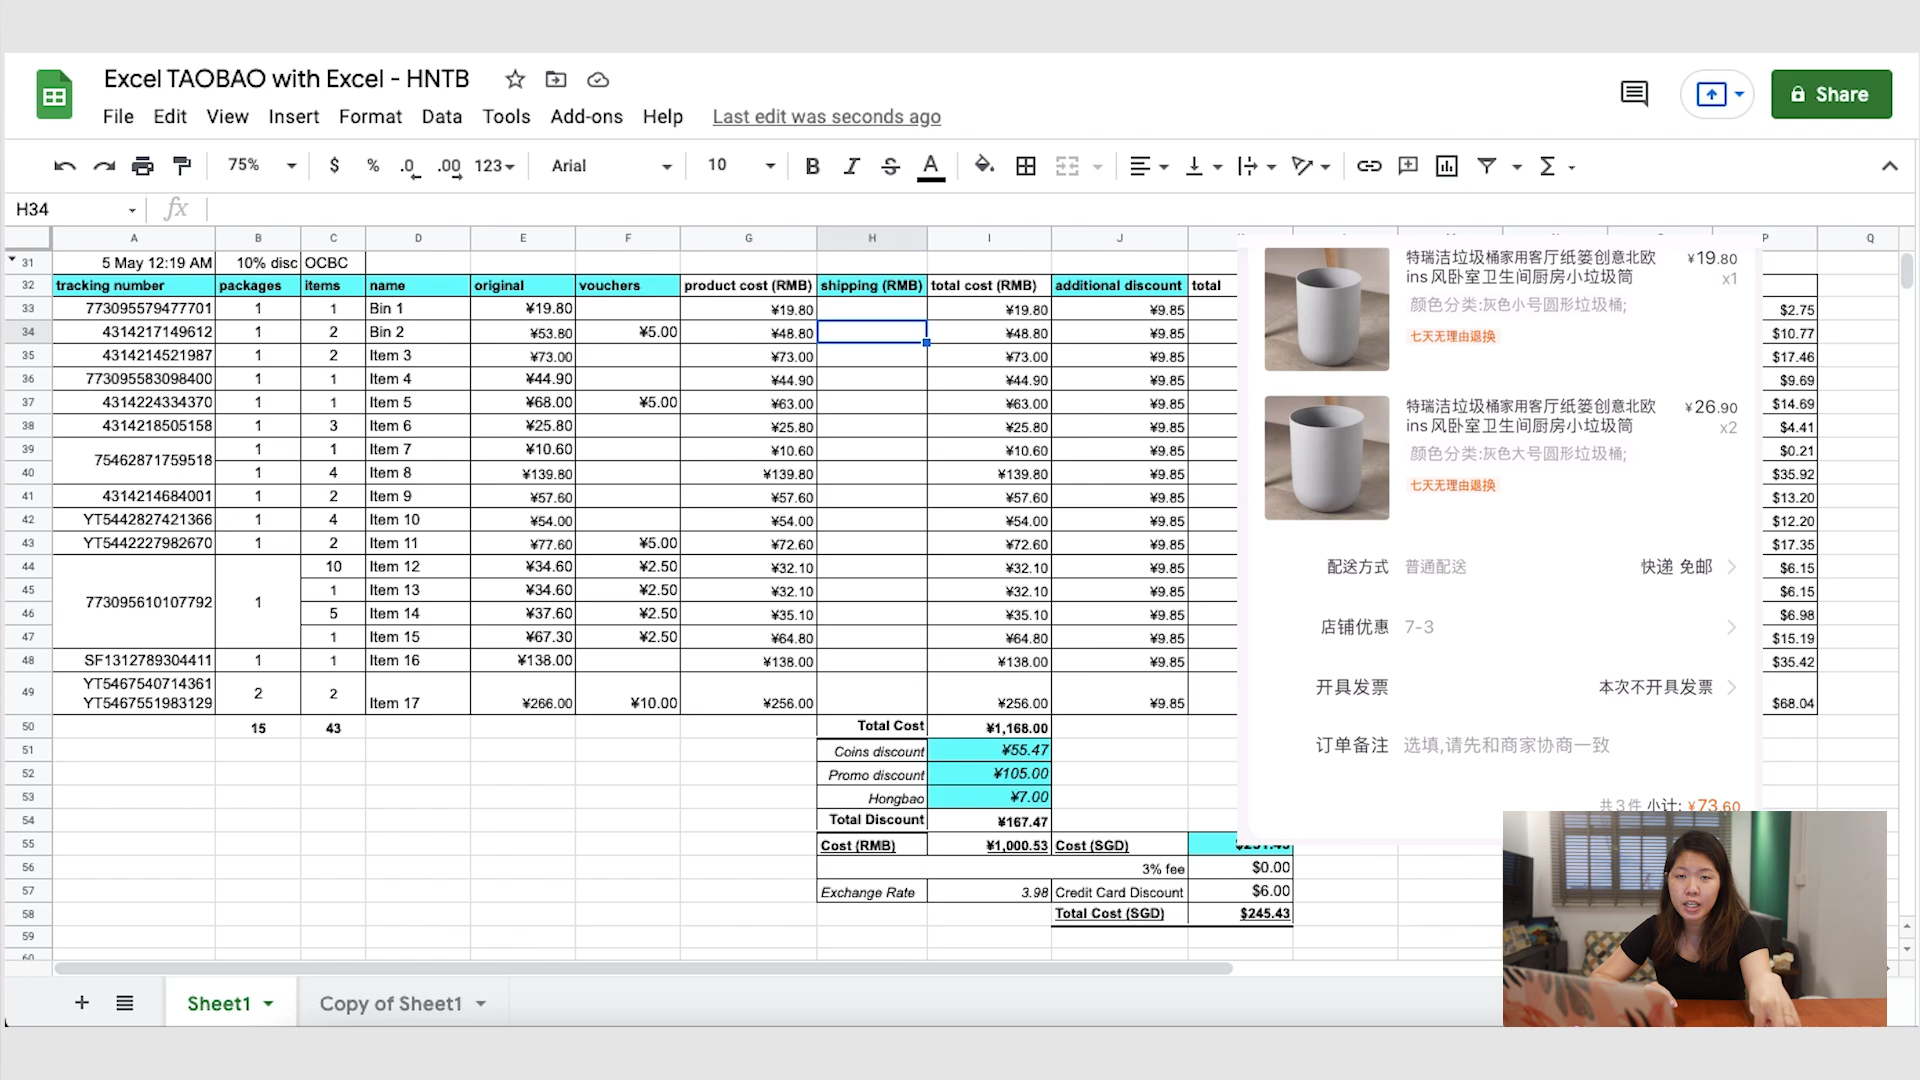 Excel TAOBAO with Excel - HNTB
File Edit View Insert Format Data Tools Add-ons Help Last edit was seconds ago
Share
75% $ % .0 .00 123 Arial 10 B I S A Σ
H34 fx
A B C D E F G H I J P Q
31 5 May 12:19 AM 10% disc OCBC
32 tracking number packages items name original vouchers product cost (RMB) shipping (RMB) total cost (RMB) additional discount total
33 773095579477701 1 1 Bin 1 ¥19.80 ¥19.80 ¥19.80 ¥9.85 $2.75
34 4314217149612 1 2 Bin 2 ¥53.80 ¥5.00 ¥48.80 ¥48.80 ¥9.85 $10.77
35 4314214521987 1 2 Item 3 ¥73.00 ¥73.00 ¥73.00 ¥9.85 $17.46
36 773095583098400 1 1 Item 4 ¥44.90 ¥44.90 ¥44.90 ¥9.85 $9.69
37 4314224334370 1 1 Item 5 ¥68.00 ¥5.00 ¥63.00 ¥63.00 ¥9.85 $14.69
38 4314218505158 1 3 Item 6 ¥25.80 ¥25.80 ¥25.80 ¥9.85 $4.41
39 75462871759518 1 1 Item 7 ¥10.60 ¥10.60 ¥10.60 ¥9.85 $0.21
40 1 4 Item 8 ¥139.80 ¥139.80 ¥139.80 ¥9.85 $35.92
41 4314214684001 1 2 Item 9 ¥57.60 ¥57.60 ¥57.60 ¥9.85 $13.20
42 YT5442827421366 1 4 Item 10 ¥54.00 ¥54.00 ¥54.00 ¥9.85 $12.20
43 YT5442227982670 1 2 Item 11 ¥77.60 ¥5.00 ¥72.60 ¥72.60 ¥9.85 $17.35
44 10 Item 12 ¥34.60 ¥2.50 ¥32.10 ¥32.10 ¥9.85 $6.15
45 773095610107792 1 1 Item 13 ¥34.60 ¥2.50 ¥32.10 ¥32.10 ¥9.85 $6.15
46 5 Item 14 ¥37.60 ¥2.50 ¥35.10 ¥35.10 ¥9.85 $6.98
47 1 Item 15 ¥67.30 ¥2.50 ¥64.80 ¥64.80 ¥9.85 $15.19
48 SF1312789304411 1 1 Item 16 ¥138.00 ¥138.00 ¥138.00 ¥9.85 $35.42
49 YT5467540714361
YT5467551983129 2 2 Item 17 ¥266.00 ¥10.00 ¥256.00 ¥256.00 ¥9.85 $68.04
50 15 43 Total Cost ¥1,168.00
51 Coins discount ¥55.47
52 Promo discount ¥105.00
53 Hongbao ¥7.00
54 Total Discount ¥167.47
55 Cost (RMB) ¥1,000.53 Cost (SGD)
56 3% fee $0.00
57 Exchange Rate 3.98 Credit Card Discount $6.00
58 Total Cost (SGD) $245.43
59
60
特瑞洁垃圾桶家用客厅纸篓创意北欧 ¥19.80
ins风卧室卫生间厨房小垃圾筒 x1
颜色分类:灰色小号圆形垃圾桶;
七天无理由退换
特瑞洁垃圾桶家用客厅纸篓创意北欧 ¥26.90
ins风卧室卫生间厨房小垃圾筒 x2
颜色分类:灰色大号圆形垃圾桶;
七天无理由退换
配送方式 普通配送 快递 免邮
店铺优惠 7-3
开具发票 本次不开具发票
订单备注 选填,请先和商家协商一致
共3件 小计: ¥73.60
Sheet1 Copy of Sheet1